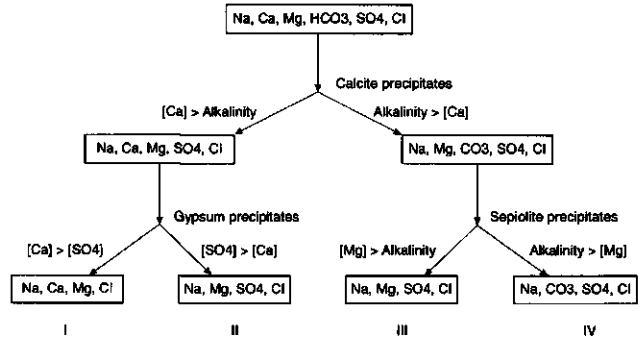 Na, Ca, Mg, HCO3, SO4, Cl
Calcite precipitates
[Ca] > Alkalinity
Alkalinity > [Ca]
Na, Ca, Mg, SO4, Cl
Na, Mg, CO3, SO4, Cl
Gypsum precipitates
Sepiolite precipitates
[Ca] > [SO4)
[SO4] > [Ca]
[Mg] > Alkalinity
Alkalinity > [Mg]
Na, Ca, Mg, Cl
Na, Mg, SO4, Cl
Na, Mg, SO4, Cl
Na, CO3, SO4, Cl
I
II
III
IV